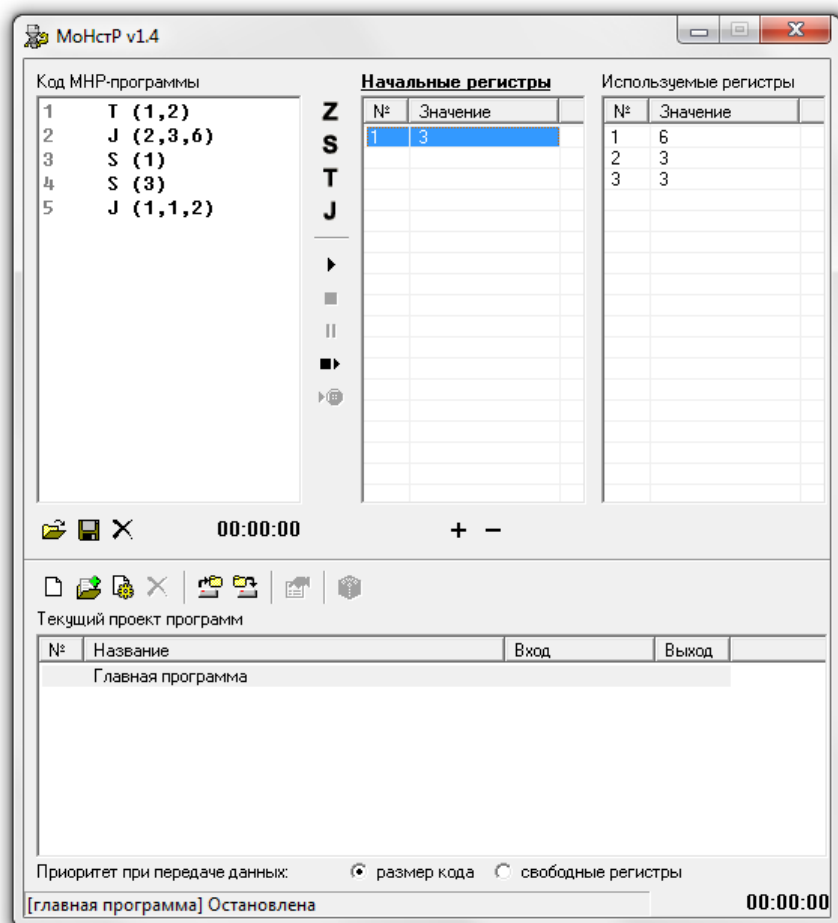 МоНстР v1.4
Код МНР-программы
1 T (1,2)
2 J (2,3,6)
3 S (1)
4 S (3)
5 J (1,1,2)
Z
S
T
J
Начальные регистры
№ Значение
1 3
Используемые регистры
№ Значение
1 6
2 3
3 3
00:00:00
+ −
Текущий проект программ
№ Название Вход Выход
Главная программа
Приоритет при передаче данных: размер кода свободные регистры
[главная программа] Остановлена 00:00:00